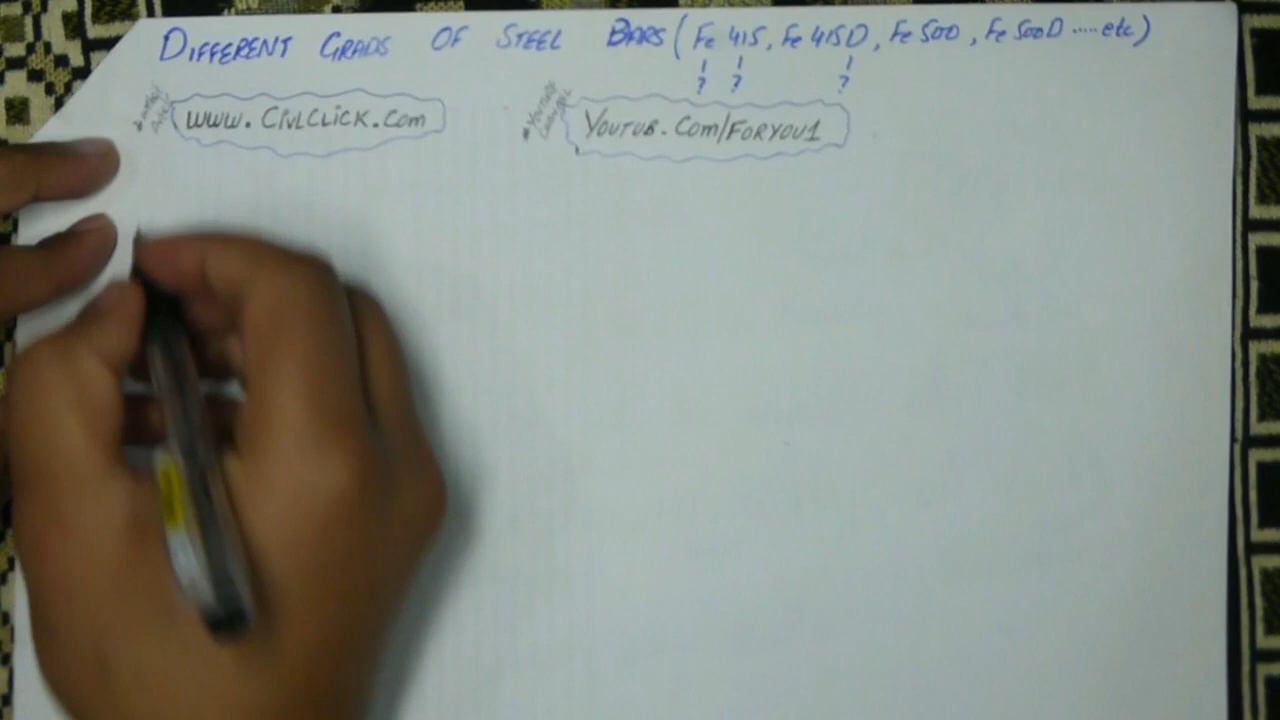 DIFFERENT GRADS OF STEEL BARS (Fe 415, Fe 415D, Fe 500, Fe 500D ..... etc)
? ? ?
www. CIVLCLICK.Com
* YOUTUBE
YOUTUB.Com/FORYOU1